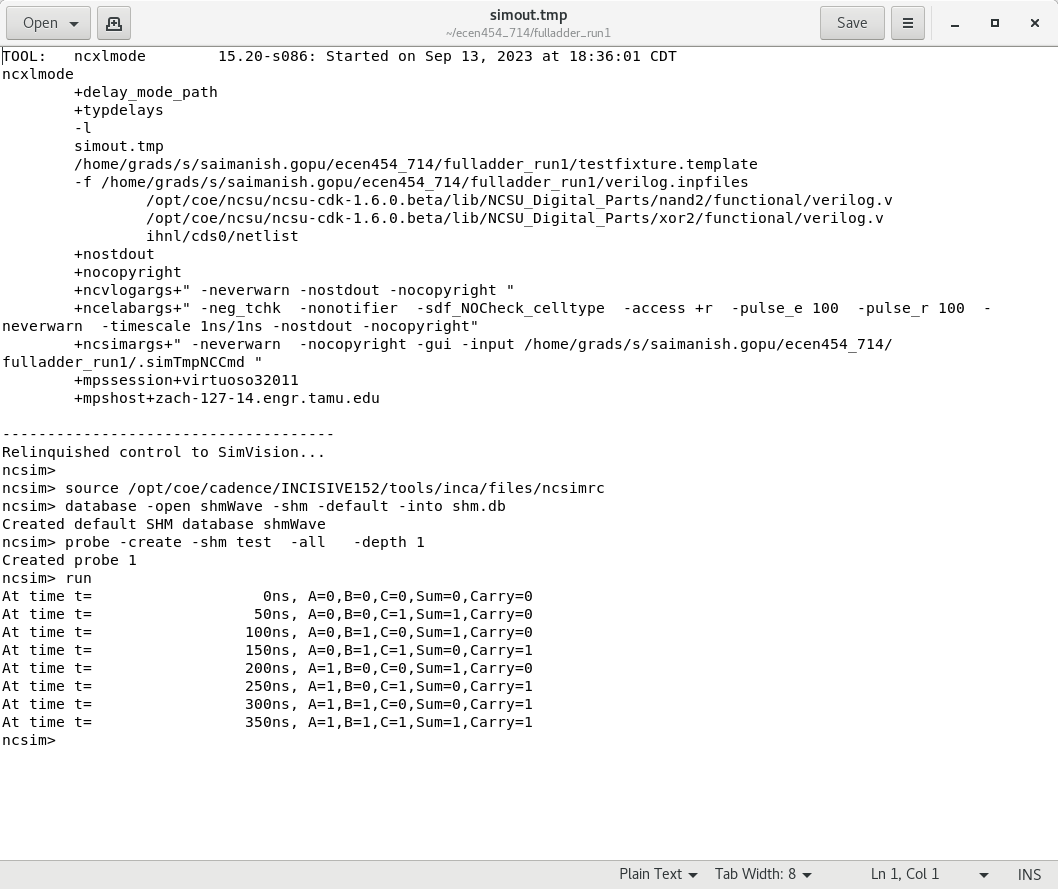 Open
simout.tmp
~/ecen454_714/fulladder_run1
Save
TOOL:   ncxlmode        15.20-s086: Started on Sep 13, 2023 at 18:36:01 CDT
ncxlmode
        +delay_mode_path
        +typdelays
        -l
        simout.tmp
        /home/grads/s/saimanish.gopu/ecen454_714/fulladder_run1/testfixture.template
        -f /home/grads/s/saimanish.gopu/ecen454_714/fulladder_run1/verilog.inpfiles
                /opt/coe/ncsu/ncsu-cdk-1.6.0.beta/lib/NCSU_Digital_Parts/nand2/functional/verilog.v
                /opt/coe/ncsu/ncsu-cdk-1.6.0.beta/lib/NCSU_Digital_Parts/xor2/functional/verilog.v
                ihnl/cds0/netlist
        +nostdout
        +nocopyright
        +ncvlogargs+" -neverwarn -nostdout -nocopyright "
        +ncelabargs+" -neg_tchk  -nonotifier  -sdf_NOCheck_celltype  -access +r  -pulse_e 100  -pulse_r 100  -
neverwarn  -timescale 1ns/1ns -nostdout -nocopyright"
        +ncsimargs+" -neverwarn  -nocopyright -gui -input /home/grads/s/saimanish.gopu/ecen454_714/
fulladder_run1/.simTmpNCCmd "
        +mpssession+virtuoso32011
        +mpshost+zach-127-14.engr.tamu.edu
-------------------------------------
Relinquished control to SimVision...
ncsim>
ncsim> source /opt/coe/cadence/INCISIVE152/tools/inca/files/ncsimrc
ncsim> database -open shmWave -shm -default -into shm.db
Created default SHM database shmWave
ncsim> probe -create -shm test  -all   -depth 1
Created probe 1
ncsim> run
At time t=                   0ns, A=0,B=0,C=0,Sum=0,Carry=0
At time t=                  50ns, A=0,B=0,C=1,Sum=1,Carry=0
At time t=                 100ns, A=0,B=1,C=0,Sum=1,Carry=0
At time t=                 150ns, A=0,B=1,C=1,Sum=0,Carry=1
At time t=                 200ns, A=1,B=0,C=0,Sum=1,Carry=0
At time t=                 250ns, A=1,B=0,C=1,Sum=0,Carry=1
At time t=                 300ns, A=1,B=1,C=0,Sum=0,Carry=1
At time t=                 350ns, A=1,B=1,C=1,Sum=1,Carry=1
ncsim>
Plain Text  Tab Width: 8  Ln 1, Col 1  INS